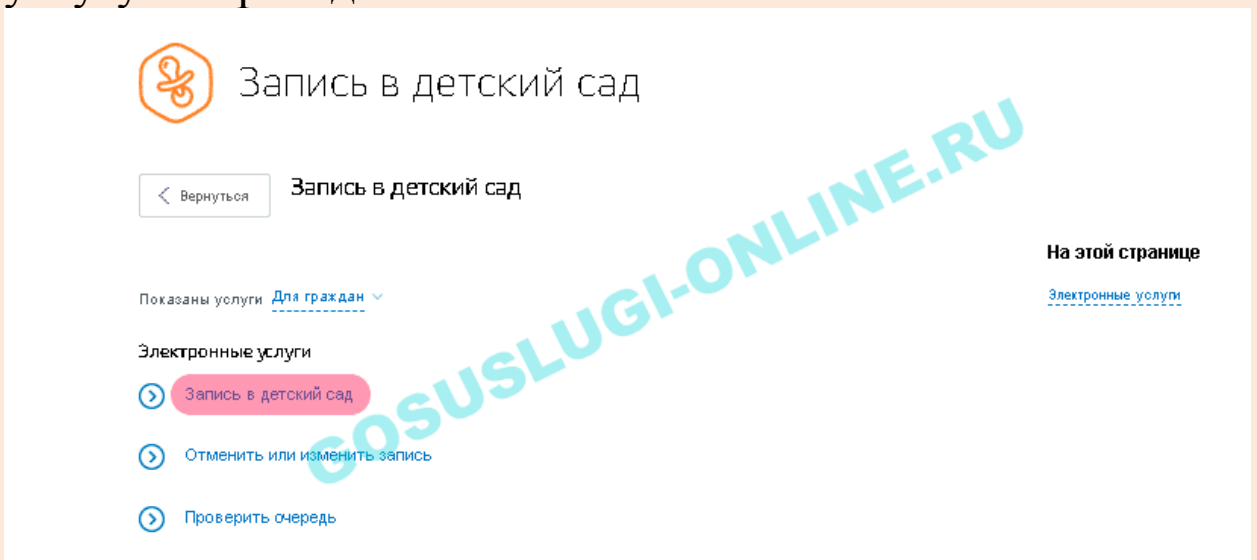 Запись в детский сад
Вернуться
Запись в детский сад
На этой странице
Показаны услуги Для граждан
Электронные услуги
Электронные услуги
Запись в детский сад
Отменить или изменить запись
Проверить очередь
GOSUSLUGI-ONLINE.RU